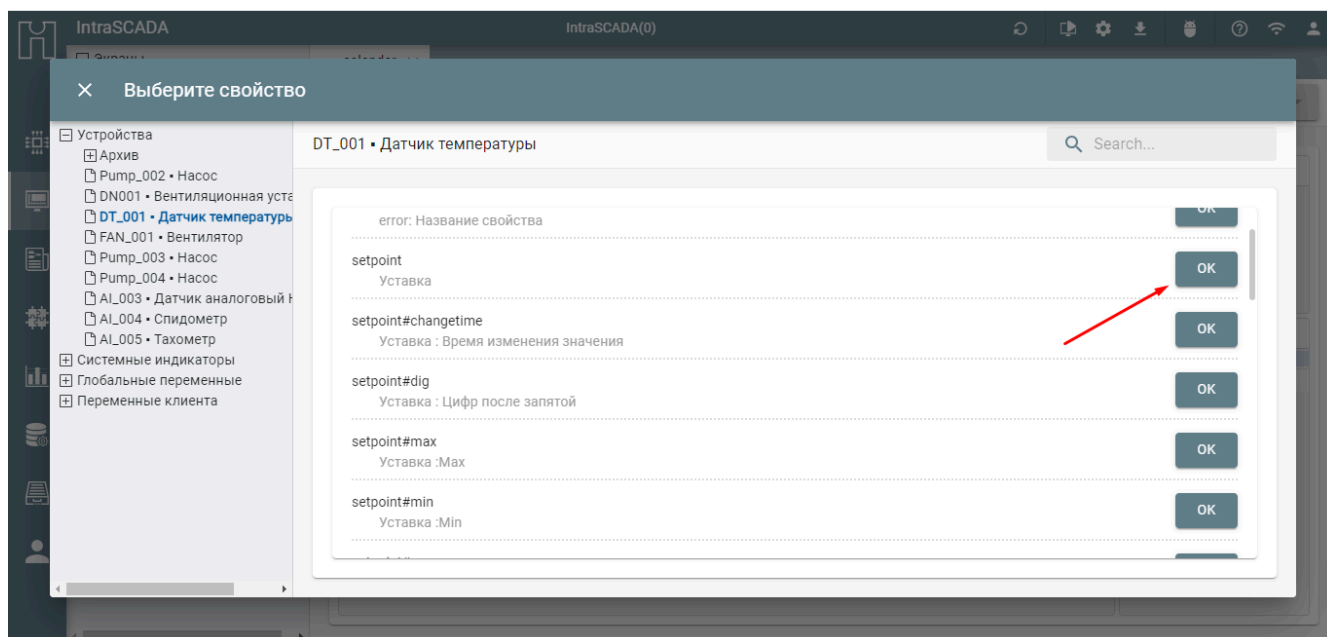 IntraSCADA
IntraSCADA(0)
Выберите свойство
Устройства
Архив
Pump_002 • Насос
DN001 • Вентиляционная уста
DT_001 • Датчик температуры
FAN_001 • Вентилятор
Pump_003 • Насос
Pump_004 • Насос
AI_003 • Датчик аналоговый
AI_004 • Спидометр
AI_005 • Тахометр
Системные индикаторы
Глобальные переменные
Переменные клиента
DT_001 • Датчик температуры
Search...
error: Название свойства
OK
setpoint
Уставка
OK
setpoint#changetime
Уставка : Время изменения значения
OK
setpoint#dig
Уставка : Цифр после запятой
OK
setpoint#max
Уставка :Max
OK
setpoint#min
Уставка :Min
OK